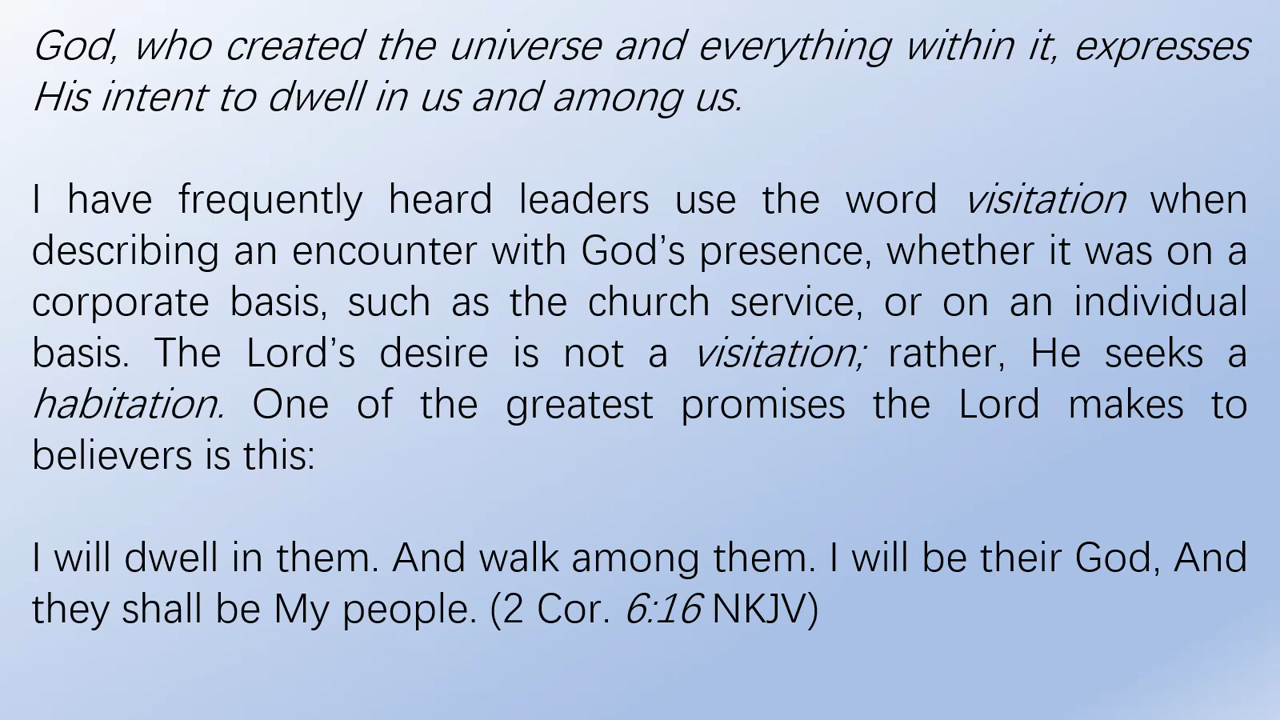 God, who created the universe and everything within it, expresses
His intent to dwell in us and among us.
I have frequently heard leaders use the word visitation when
describing an encounter with God’s presence, whether it was on a
corporate basis, such as the church service, or on an individual
basis. The Lord’s desire is not a visitation; rather, He seeks a
habitation. One of the greatest promises the Lord makes to
believers is this:
I will dwell in them. And walk among them. I will be their God, And
they shall be My people. (2 Cor. 6:16 NKJV)